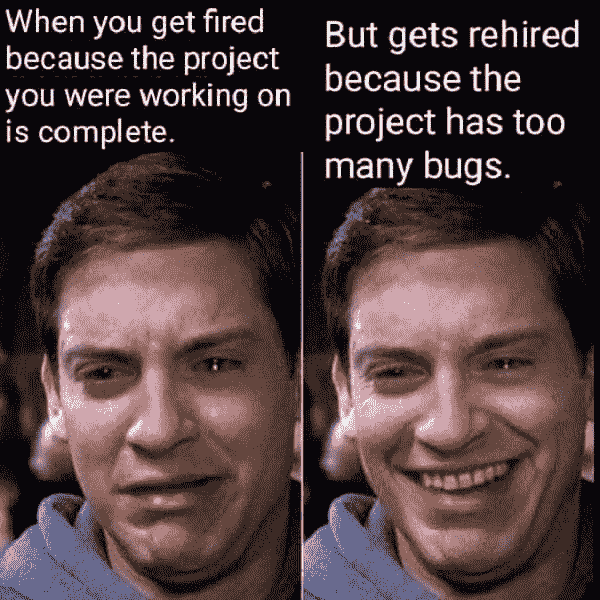 When you get fired
because the project
you were working on
is complete.
But gets rehired
because the
project has too
many bugs.